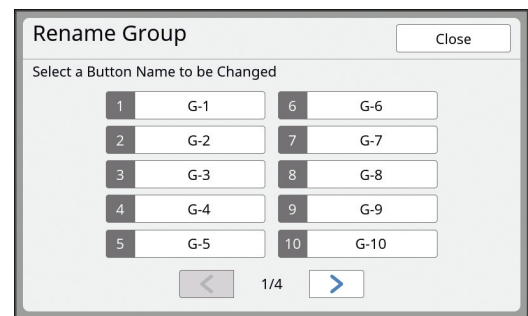 Rename Group
Close
Select a Button Name to be Changed
1 G-1 6 G-6
2 G-2 7 G-7
3 G-3 8 G-8
4 G-4 9 G-9
5 G-5 10 G-10
< 1/4 >